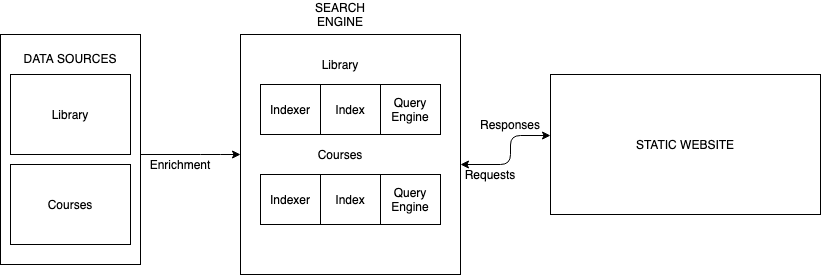 SEARCH
ENGINE
DATA SOURCES
Library
Courses
Enrichment
Library
Indexer Index Query
Engine
Courses
Indexer Index Query
Engine
Responses
Requests
STATIC WEBSITE